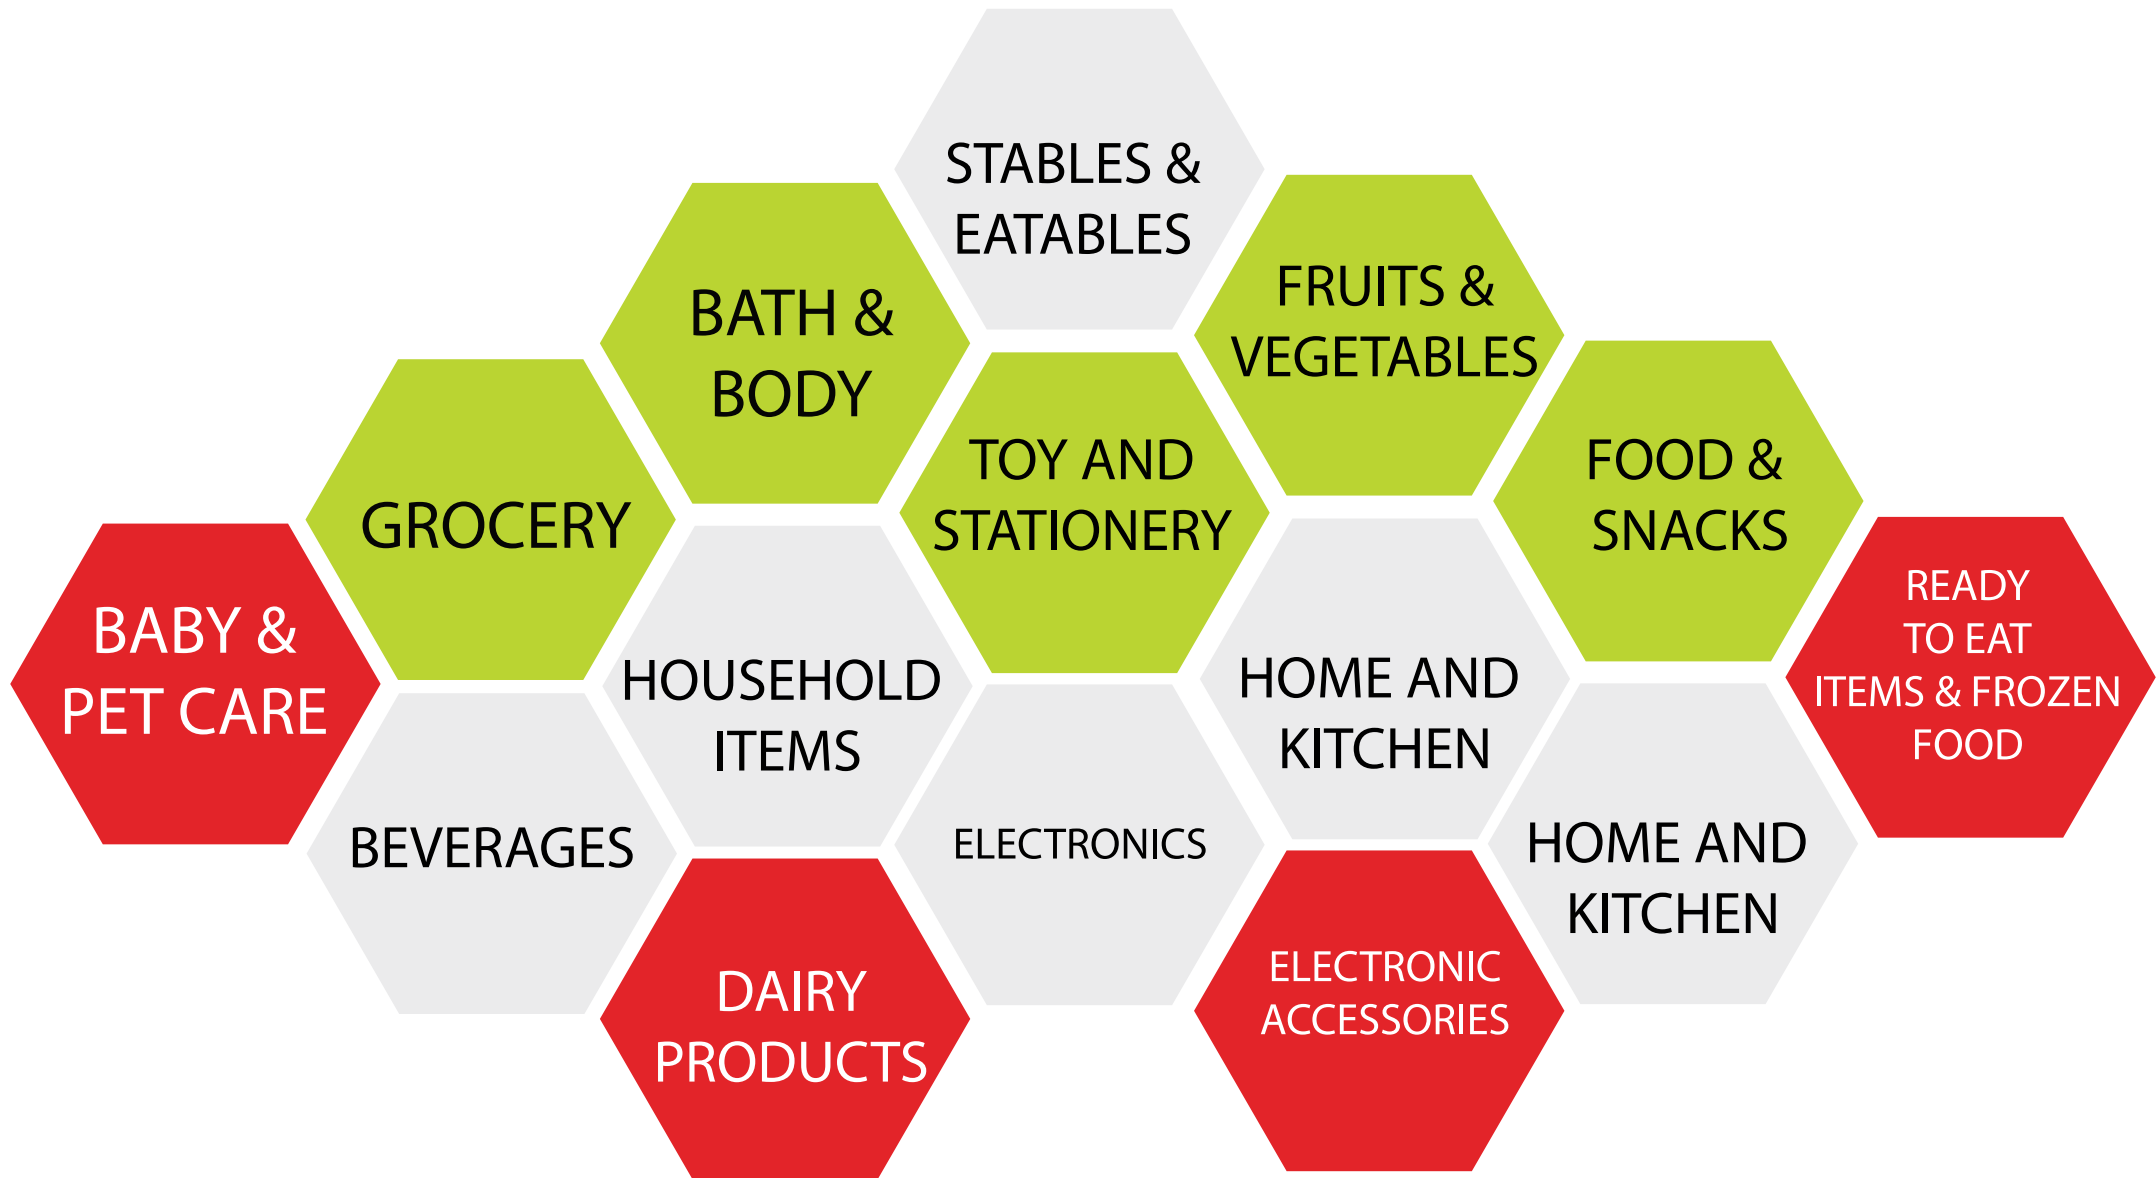 STABLES &
EATABLES
BATH &
BODY
FRUITS &
VEGETABLES
GROCERY
TOY AND
STATIONERY
FOOD &
SNACKS
BABY &
PET CARE
HOUSEHOLD
ITEMS
HOME AND
KITCHEN
READY
TO EAT
ITEMS & FROZEN
FOOD
BEVERAGES
ELECTRONICS
HOME AND
KITCHEN
DAIRY
PRODUCTS
ELECTRONIC
ACCESSORIES